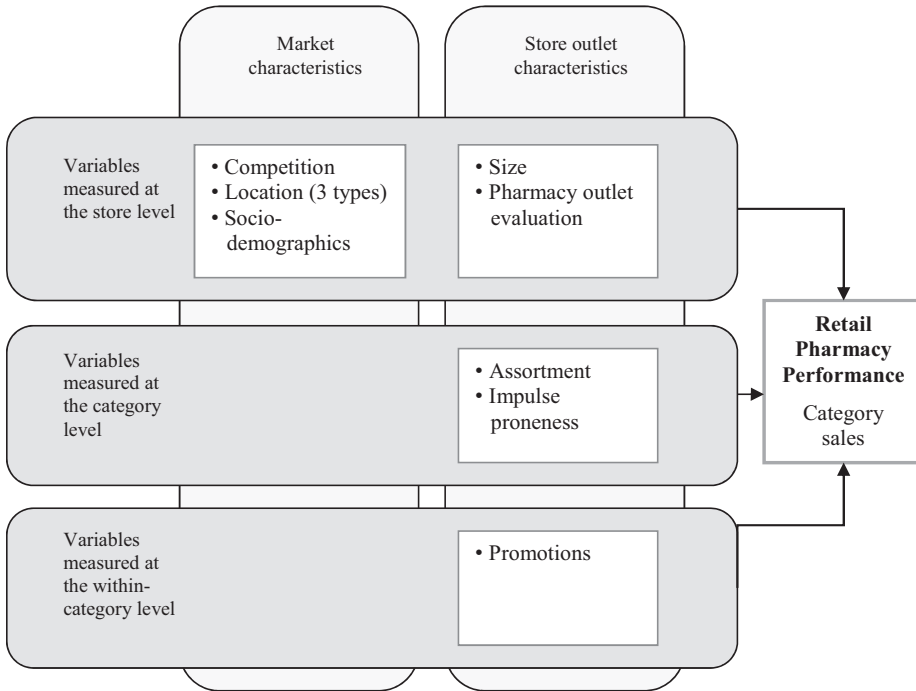 Market
characteristics
Store outlet
characteristics
Variables
measured at
the store level
• Competition
• Location (3 types)
• Socio-
demographics
• Size
• Pharmacy outlet
evaluation
Variables
measured at
the category
level
• Assortment
• Impulse
proneness
Retail
Pharmacy
Performance
Category
sales
Variables
measured at
the within-
category level
• Promotions